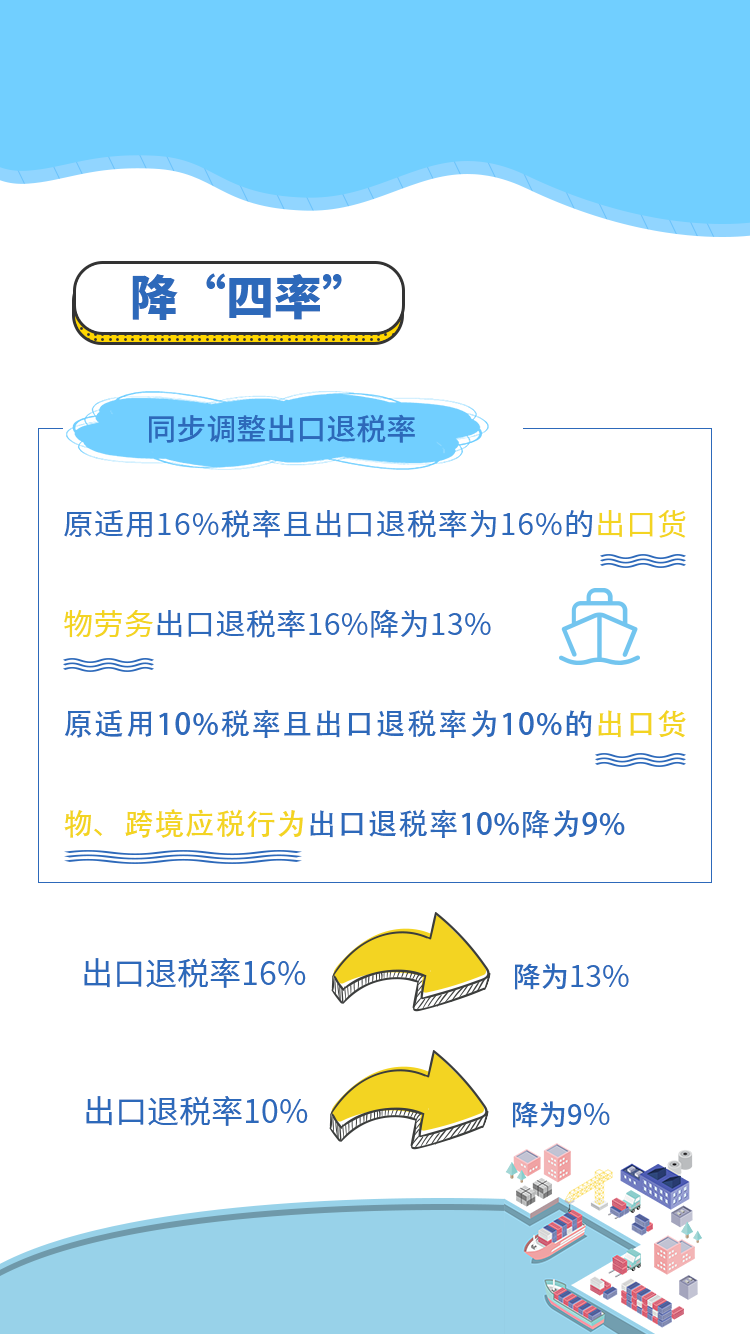 降“四率”
同步调整出口退税率
原适用16%税率且出口退税率为16%的出口货
物劳务出口退税率16%降为13%
原适用10%税率且出口退税率为10%的出口货
物、跨境应税行为出口退税率10%降为9%
出口退税率16%
降为13%
出口退税率10%
降为9%